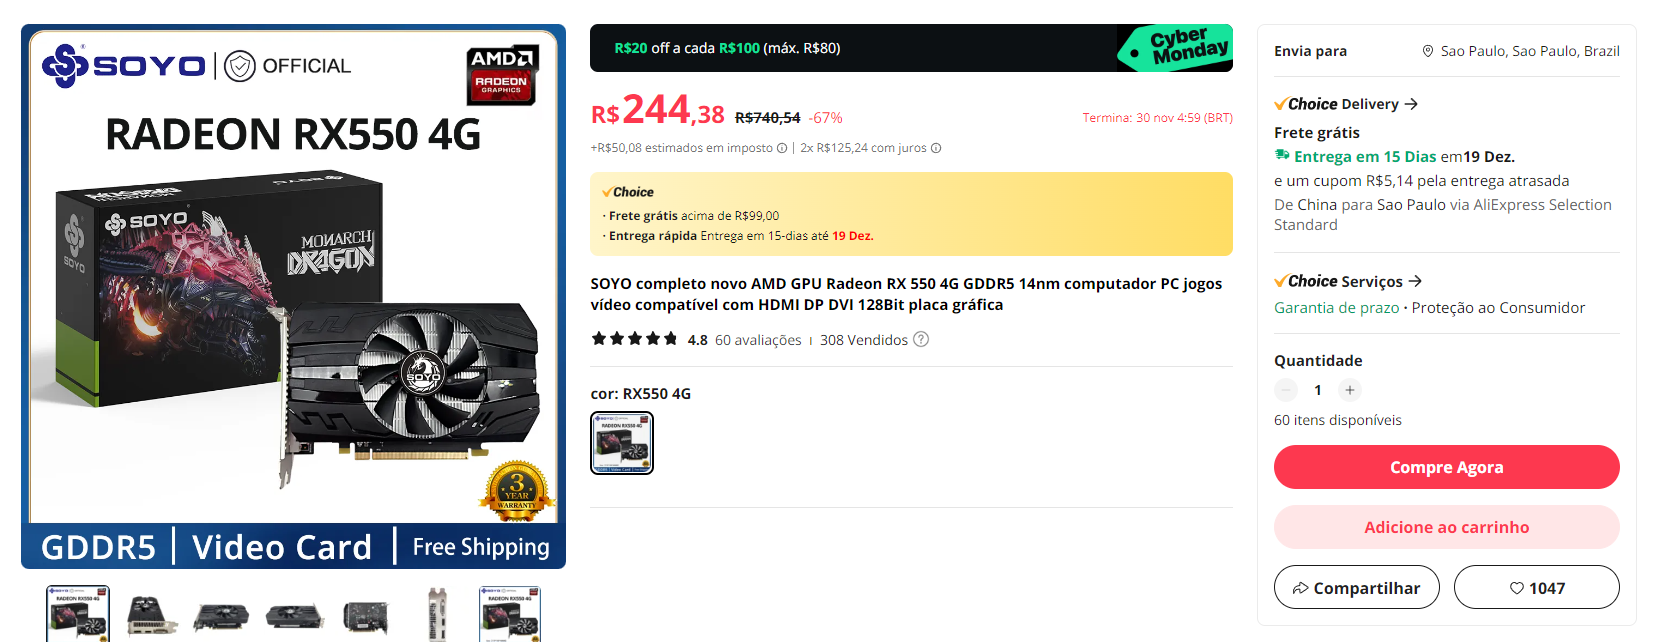 SOYO® OFFICIAL
AMD
RADEON
GRAPHICS
RADEON RX550 4G
SOYO
SOYO
MONARCH
DRAGON
SOYO
3
YEAR
WARRANTY
GDDR5 | Video Card | Free Shipping
R$20 off a cada R$100 (máx. R$80)
Cyber
Monday
R$244,38 R$740,54 -67%
Termina: 30 nov 4:59 (BRT)
+R$50,08 estimados em imposto | 2x R$125,24 com juros
Choice
· Frete grátis acima de R$99,00
· Entrega rápida Entrega em 15-dias até 19 Dez.
SOYO completo novo AMD GPU Radeon RX 550 4G GDDR5 14nm computador PC jogos
vídeo compatível com HDMI DP DVI 128Bit placa gráfica
4.8 60 avaliações 308 Vendidos ?
cor: RX550 4G
Envia para
Sao Paulo, Sao Paulo, Brazil
Choice Delivery
Frete grátis
Entrega em 15 Dias em19 Dez.
e um cupom R$5,14 pela entrega atrasada
De China para Sao Paulo via AliExpress Selection
Standard
Choice Serviços
Garantia de prazo · Proteção ao Consumidor
Quantidade
− 1 +
60 itens disponíveis
Compre Agora
Adicione ao carrinho
Compartilhar
1047